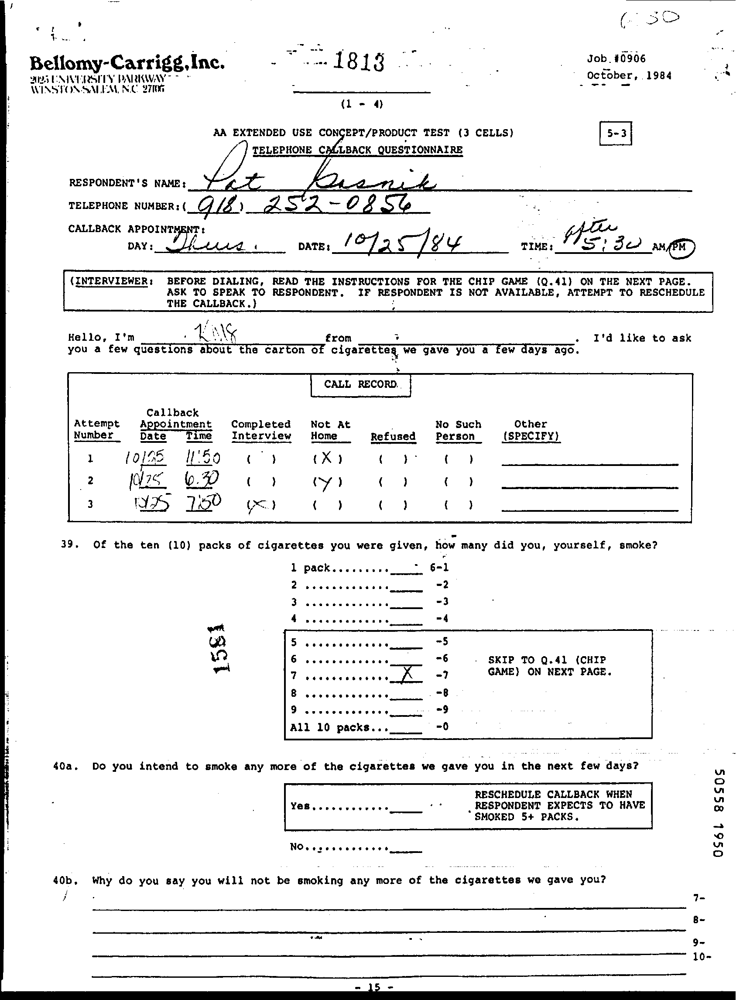 Bellomy-Carrigg, Inc.
2025 UNIVERSITY PARKWAY
WINSTON-SALEM, N.C. 27106
1813
(1 - 4)
Job #0906
October, 1984
AA EXTENDED USE CONCEPT/PRODUCT TEST (3 CELLS)
5-3
TELEPHONE CALLBACK QUESTIONNAIRE
RESPONDENT'S NAME: Pat
TELEPHONE NUMBER:(918) 252-0856
CALLBACK APPOINTMENT:
DAY: Thurs. DATE: 10/25/84 TIME: after 5:30 AM/PM
(INTERVIEWER: BEFORE DIALING, READ THE INSTRUCTIONS FOR THE CHIP GAME (Q.41) ON THE NEXT PAGE.
ASK TO SPEAK TO RESPONDENT. IF RESPONDENT IS NOT AVAILABLE, ATTEMPT TO RESCHEDULE
THE CALLBACK.)
Hello, I'm from . I'd like to ask
you a few questions about the carton of cigarettes we gave you a few days ago.
CALL RECORD
Callback
Attempt Appointment Completed Not At No Such Other
Number Date Time Interview Home Refused Person (SPECIFY)
1 10/25 11:50 ( ) (X) ( ) ( )
2 10/25 6:30 ( ) (X) ( ) ( )
3 10/25 7:50 (X) ( ) ( ) ( )
39. Of the ten (10) packs of cigarettes you were given, how many did you, yourself, smoke?
1 pack......... 6-1
2 ............. -2
3 ............. -3
4 ............. -4
5 ............. -5
6 ............. -6 SKIP TO Q.41 (CHIP
7 ............. X -7 GAME) ON NEXT PAGE.
8 ............. -8
9 ............. -9
All 10 packs... -0
1581
40a. Do you intend to smoke any more of the cigarettes we gave you in the next few days?
RESCHEDULE CALLBACK WHEN
Yes............ RESPONDENT EXPECTS TO HAVE
SMOKED 5+ PACKS.
No.............
50558 1950
40b. Why do you say you will not be smoking any more of the cigarettes we gave you?
7-
8-
9-
10-
- 15 -